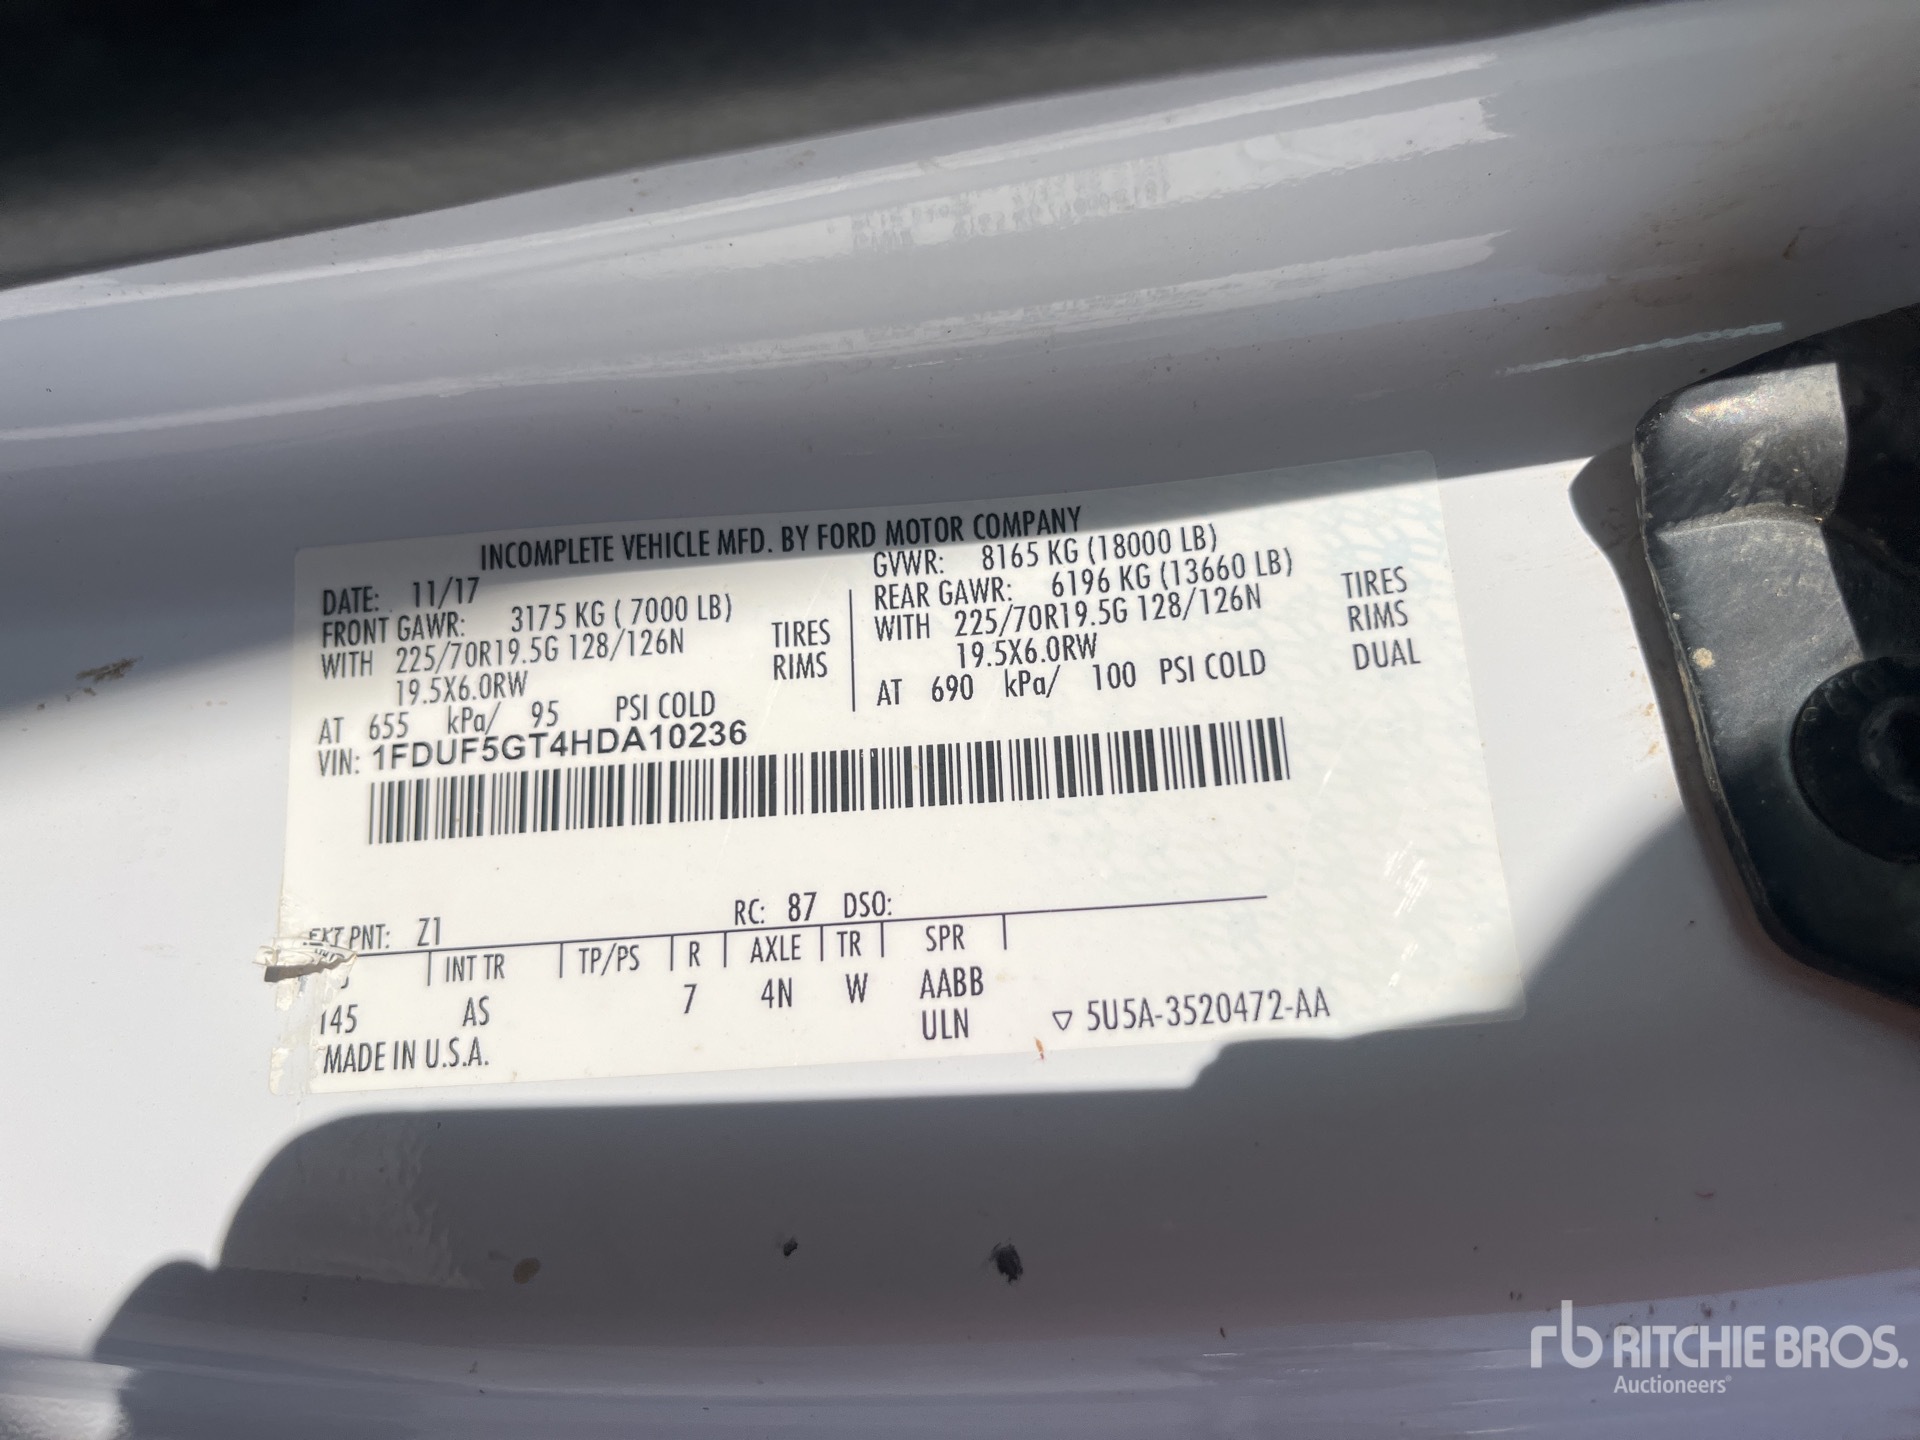 INCOMPLETE VEHICLE MFD. BY FORD MOTOR COMPANY
DATE: 11/17
FRONT GAWR: 3175 KG ( 7000 LB)
WITH 225/70R19.5G 128/126N TIRES
19.5X6.0RW RIMS
AT 655 kPa/ 95 PSI COLD
GVWR: 8165 KG (18000 LB)
REAR GAWR: 6196 KG (13660 LB)
WITH 225/70R19.5G 128/126N TIRES
19.5X6.0RW RIMS
AT 690 kPa/ 100 PSI COLD DUAL
VIN: 1FDUF5GT4HDA10236
EXT PNT: Z1 RC: 87 DSO:
INT TR TP/PS R AXLE TR SPR
145 AS 7 4N W AABB
ULN
5U5A-3520472-AA
MADE IN U.S.A.
rb RITCHIE BROS.
Auctioneers